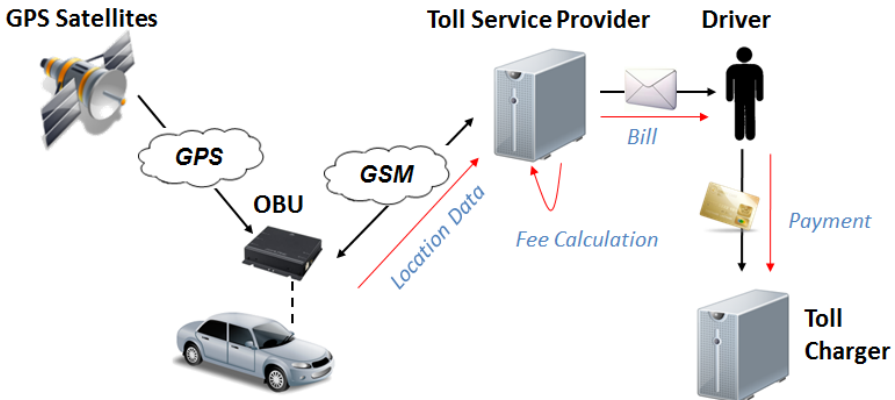 GPS Satellites
Toll Service Provider
Driver
GPS
GSM
OBU
Location Data
Bill
Fee Calculation
Payment
Toll
Charger